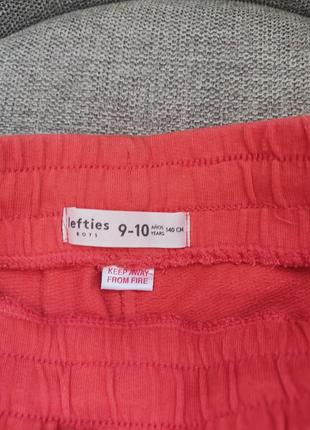 lefties
BOYS
9-10 AÑOS YEARS 140 CM
KEEP AWAY
FROM FIRE